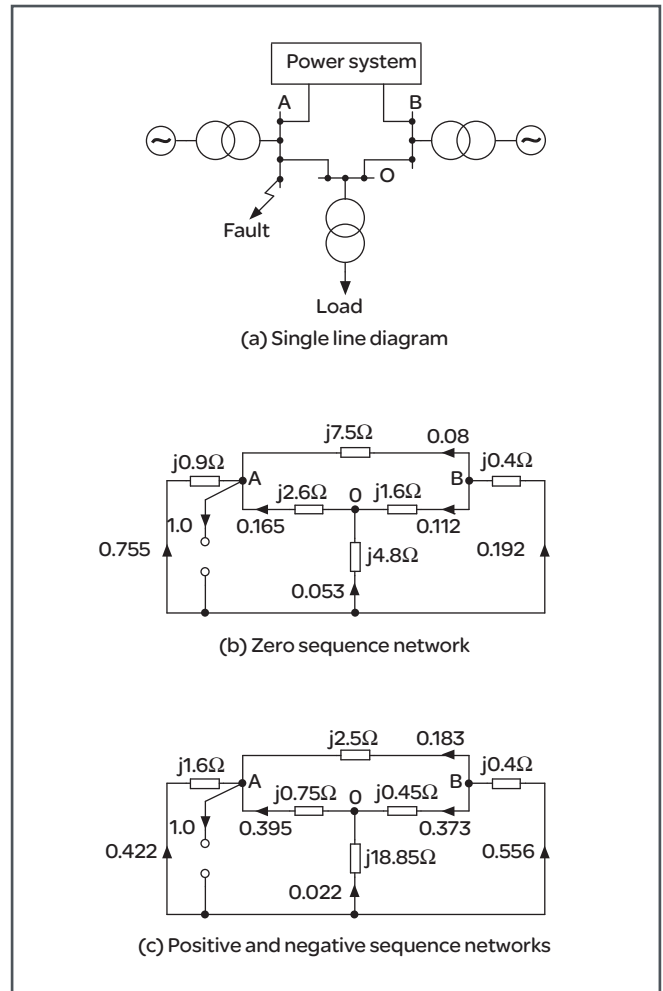 Power system
A
B
O
Fault
Load
(a) Single line diagram
j7.5Ω
0.08
j0.9Ω
A
B
j0.4Ω
j2.6Ω
0
j1.6Ω
1.0
0.165
0.112
0.755
j4.8Ω
0.192
0.053
(b) Zero sequence network
j2.5Ω
0.183
j1.6Ω
A
B
j0.4Ω
j0.75Ω
0
j0.45Ω
1.0
0.395
0.373
0.422
j18.85Ω
0.556
0.022
(c) Positive and negative sequence networks